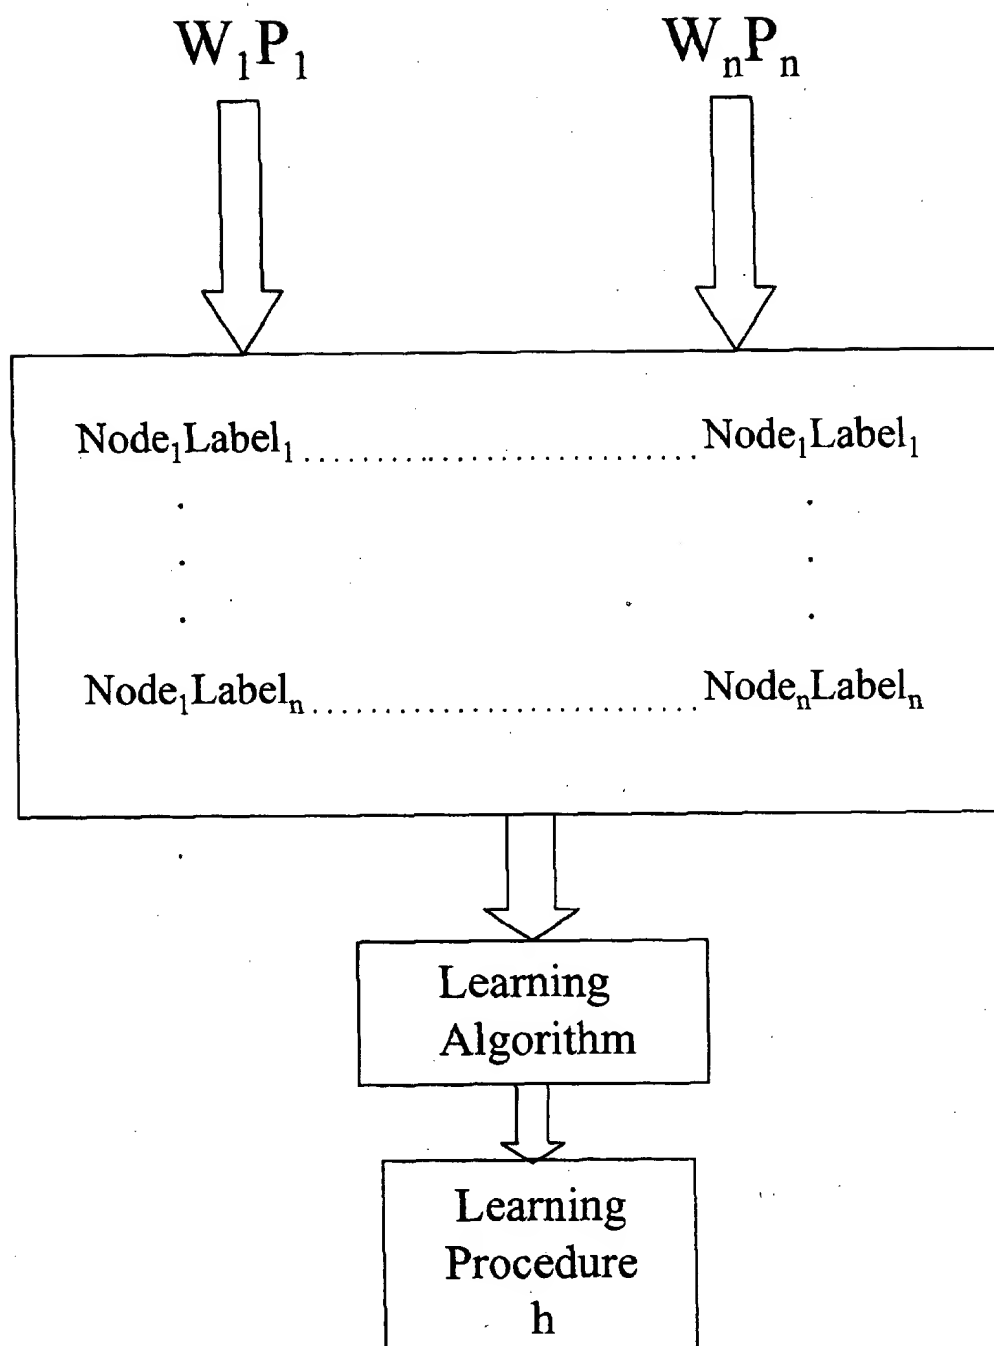 W₁P₁ WₙPₙ
Node₁Label₁ ............................ Node₁Label₁
Node₁Labelₙ ............................ NodeₙLabelₙ
Learning
Algorithm
Learning
Procedure
h